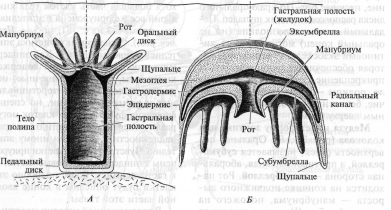 Гастральная полость
(желудок)
Эксумбрелла
Манубриум
Рот
Оральный
диск
Манубриум
Щупальце
Мезоглея
Гастродермис
Эпидермис
Гастральная
полость
Радиальный
канал
Тело
полипа
Рот
Субумбрелла
Щупальце
Педальный
диск
А
Б